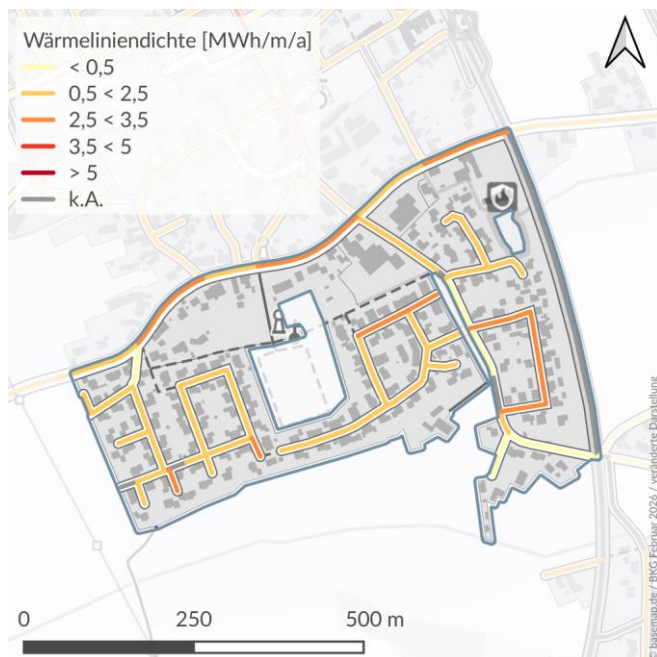 Wärmeliniendichte [MWh/m/a]
< 0,5
0,5 < 2,5
2,5 < 3,5
3,5 < 5
> 5
k.A.
0 250 500 m
© basemap.de / BKG Februar 2026 / veränderte Darstellung